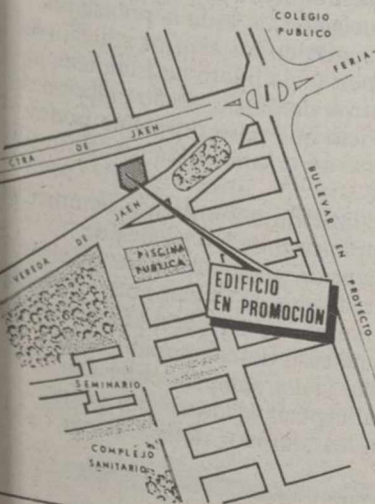 COLEGIO
PUBLICO
FERIA
CTRA DE JAEN
VEREDA DE JAEN
BULEVAR EN PROYECTO
PISCINA
PUBLICA
EDIFICIO
EN PROMOCIÓN
SEMINARIO
COMPLEJO
SANITARIO